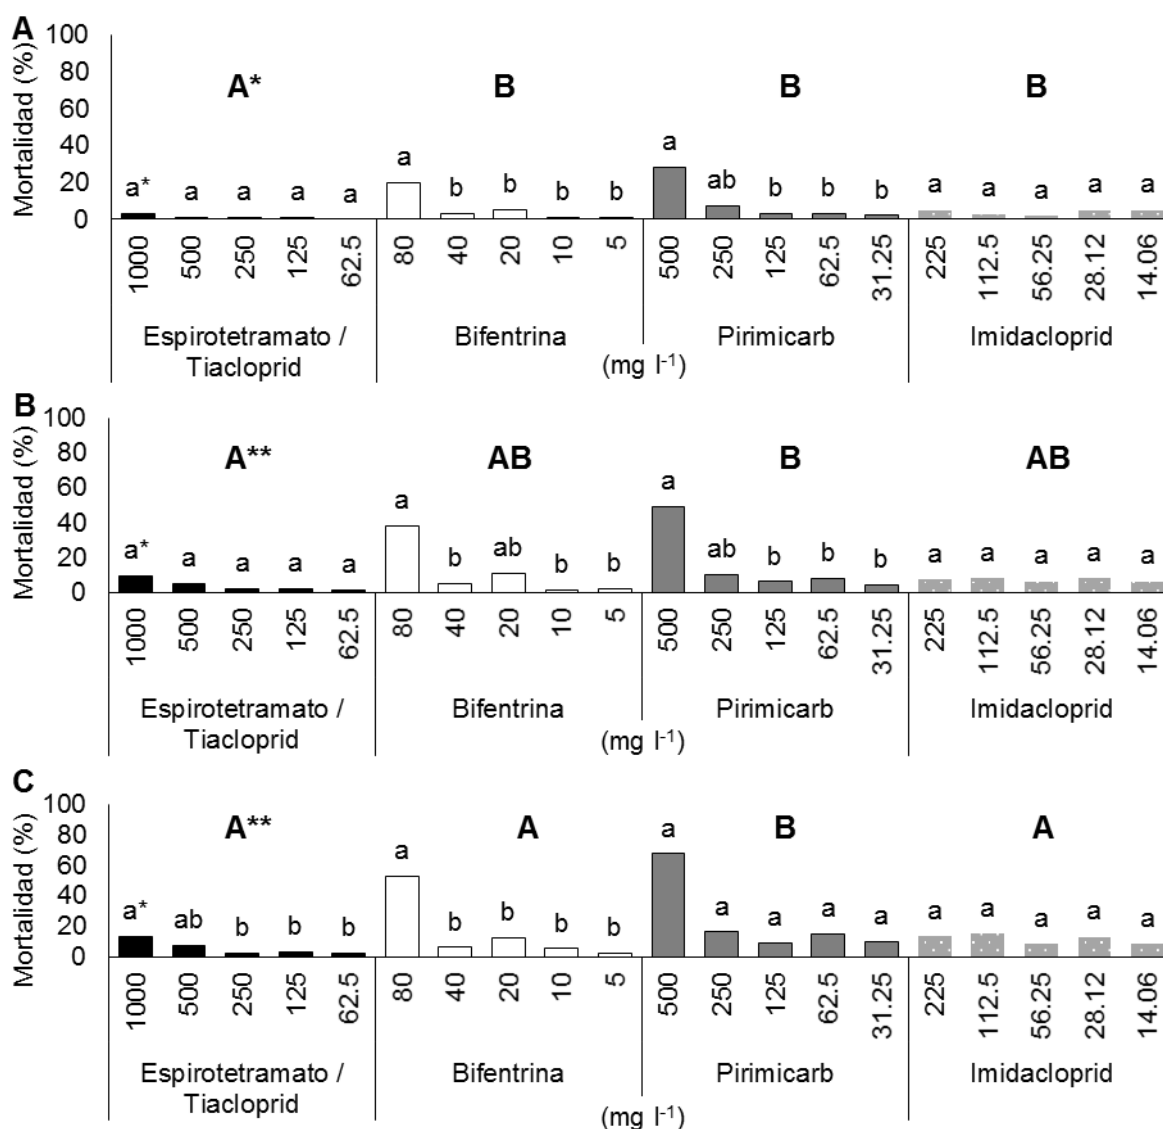 A
Mortalidad (%)
100
80
60
40
20
0
A* B B B
a* a a a a a b b b b a ab b b b a a a a a
1000 500 250 125 62.5 80 40 20 10 5 500 250 125 62.5 31.25 225 112.5 56.25 28.12 14.06
Espirotetramato / Bifentrina Pirimicarb Imidacloprid
Tiacloprid
(mg l-1)
B
Mortalidad (%)
100
80
60
40
20
0
A** AB B AB
a* a a a a a b ab b b a ab b b b a a a a a
1000 500 250 125 62.5 80 40 20 10 5 500 250 125 62.5 31.25 225 112.5 56.25 28.12 14.06
Espirotetramato / Bifentrina Pirimicarb Imidacloprid
Tiacloprid
(mg l-1)
C
Mortalidad (%)
100
80
60
40
20
0
A** A B A
a* ab b b b a b b b b a a a a a a a a a a
1000 500 250 125 62.5 80 40 20 10 5 500 250 125 62.5 31.25 225 112.5 56.25 28.12 14.06
Espirotetramato / Bifentrina Pirimicarb Imidacloprid
Tiacloprid
(mg l-1)